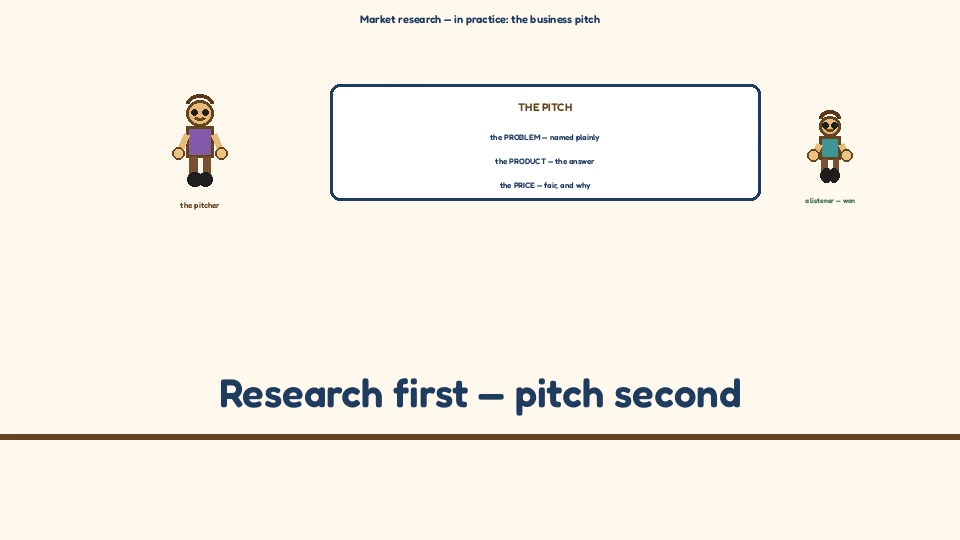 Market research — in practice: the business pitch
THE PITCH
the PROBLEM — named plainly
the PRODUCT — the answer
the PRICE — fair, and why
the pitcher
a listener — won
Research first — pitch second